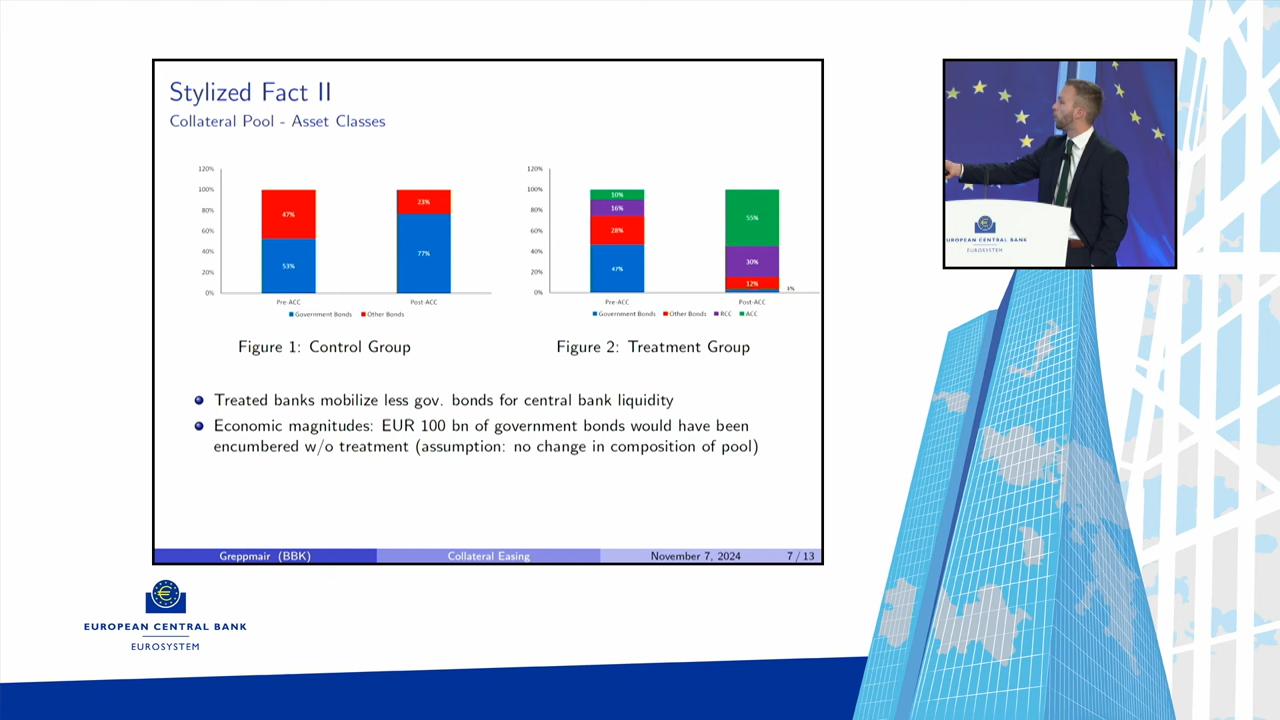 Stylized Fact II
Collateral Pool - Asset Classes
120%
100%
80%
60%
40%
20%
0%
47%
53%
23%
77%
Pre-ACC
Post-ACC
Government Bonds
Other Bonds
Figure 1: Control Group
120%
100%
80%
60%
40%
20%
0%
10%
16%
28%
47%
55%
30%
12%
3%
Pre-ACC
Post-ACC
Government Bonds
Other Bonds
RCC
ACC
Figure 2: Treatment Group
Treated banks mobilize less gov. bonds for central bank liquidity
Economic magnitudes: EUR 100 bn of government bonds would have been
encumbered w/o treatment (assumption: no change in composition of pool)
Greppmair (BBK)
Collateral Easing
November 7, 2024
7 / 13
EUROPEAN CENTRAL BANK
EUROSYSTEM
EUROPEAN CENTRAL BANK
EUROSYSTEM